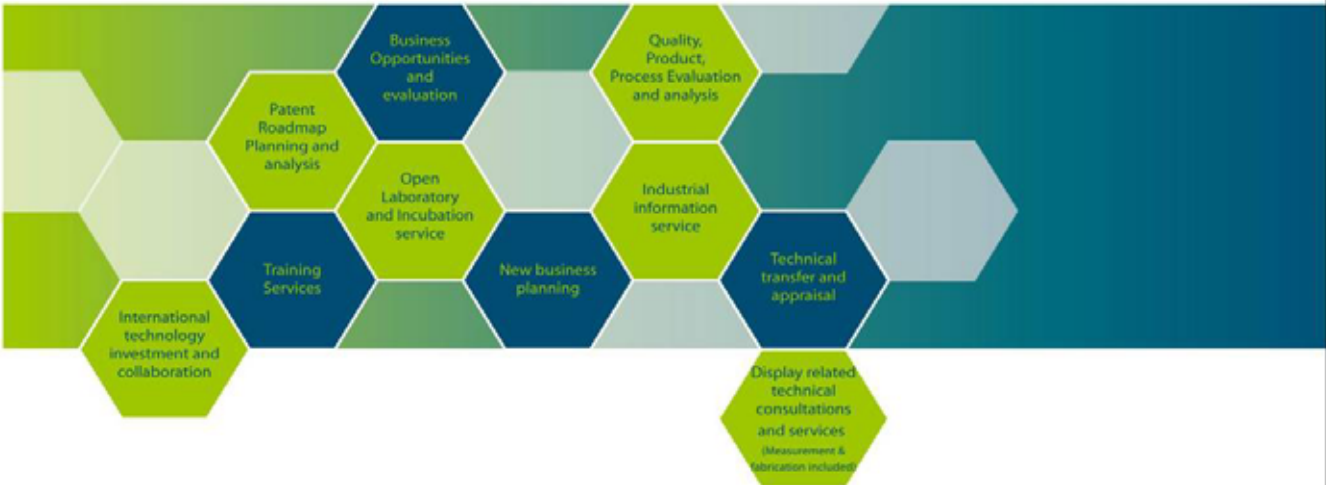 Business
Opportunities
and
evaluation
Quality,
Product,
Process Evaluation
and analysis
Patent
Roadmap
Planning and
analysis
Open
Laboratory
and Incubation
service
Industrial
information
service
Training
Services
New business
planning
Technical
transfer and
appraisal
International
technology
investment and
collaboration
Display related
technical
consultations
and services
(Measurement &
fabrication included)